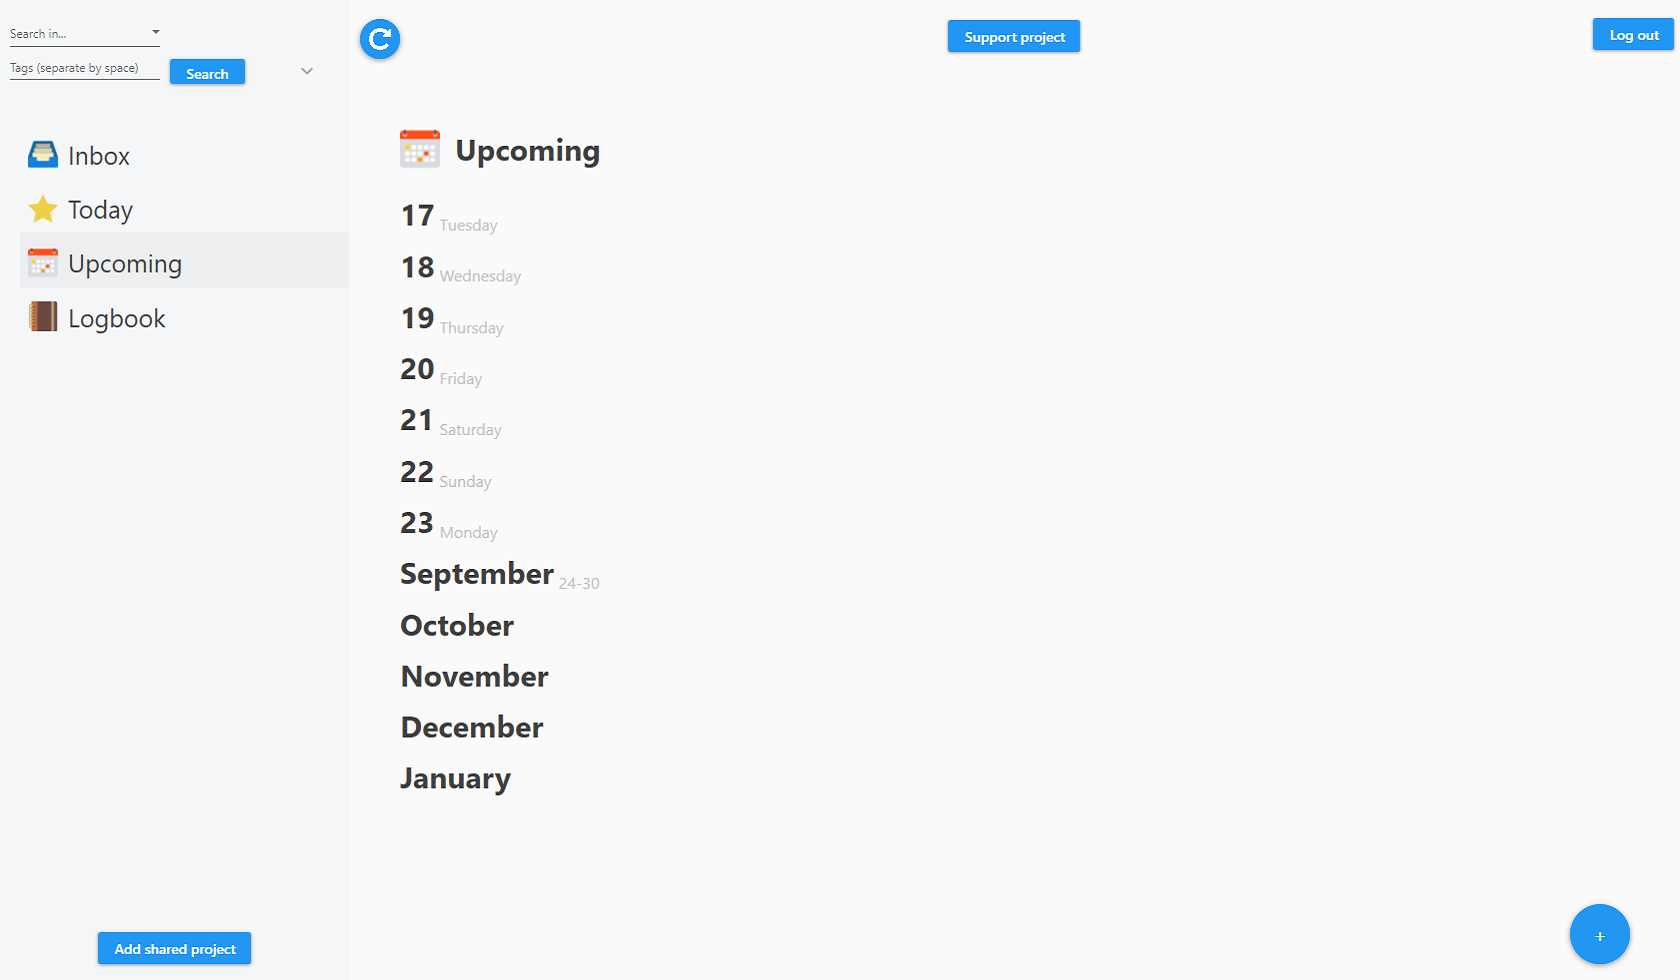 Search in...
Tags (separate by space)
Search
Inbox
Today
Upcoming
Logbook
Add shared project
Support project
Log out
Upcoming
17 Tuesday
18 Wednesday
19 Thursday
20 Friday
21 Saturday
22 Sunday
23 Monday
September 24-30
October
November
December
January
+